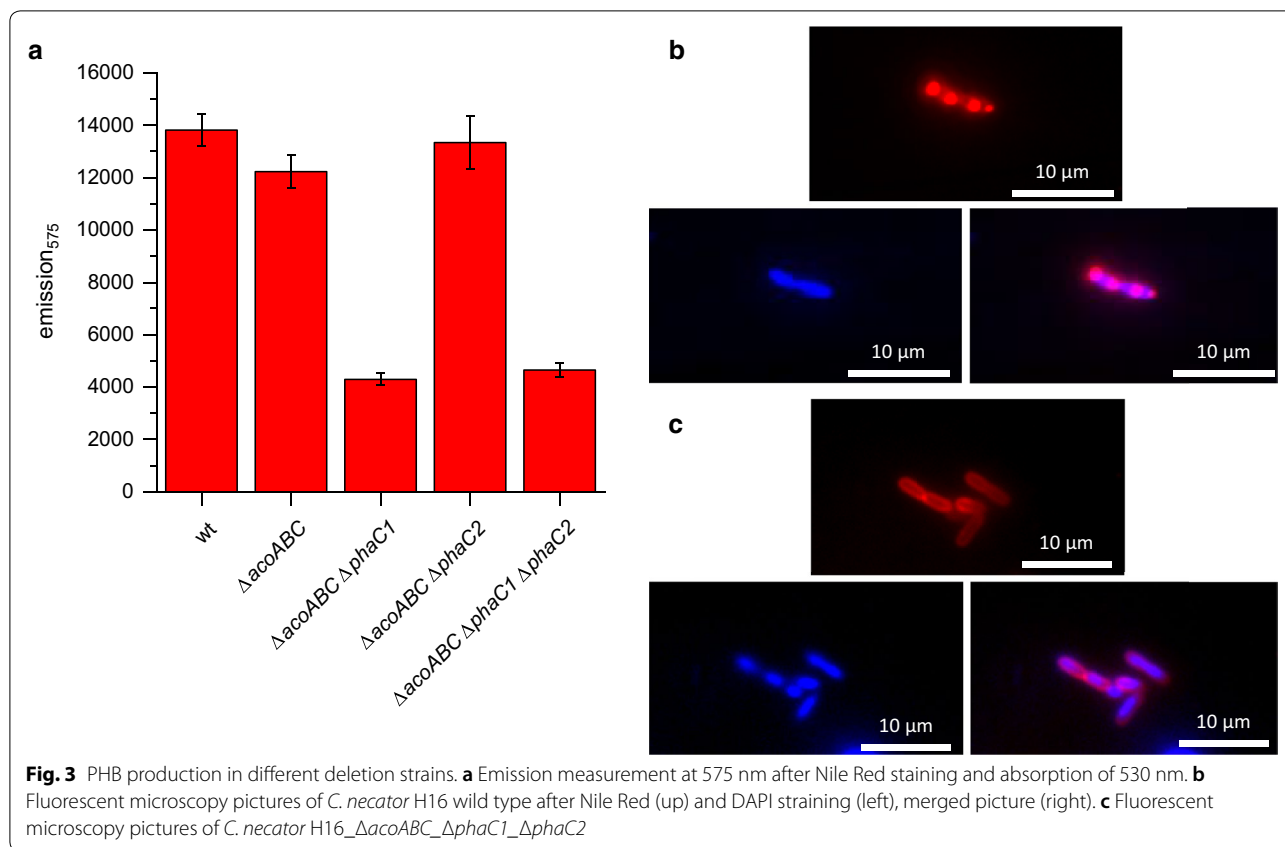 a
16000
14000
12000
10000
8000
6000
4000
2000
0
emission575
wt
ΔacoABC
ΔacoABC ΔphaC1
ΔacoABC ΔphaC2
ΔacoABC ΔphaC1 ΔphaC2
b
10 µm
10 µm
10 µm
c
10 µm
10 µm
10 µm
Fig. 3 PHB production in different deletion strains. a Emission measurement at 575 nm after Nile Red staining and absorption of 530 nm. b
Fluorescent microscopy pictures of C. necator H16 wild type after Nile Red (up) and DAPI straining (left), merged picture (right). c Fluorescent
microscopy pictures of C. necator H16_ΔacoABC_ΔphaC1_ΔphaC2